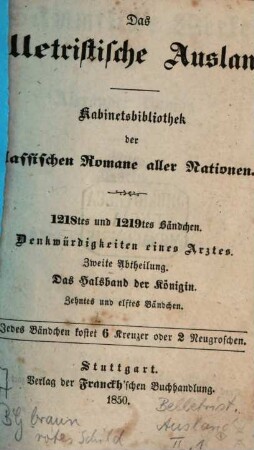 Das
lletristische Auslan
Kabinetsbibliothek
der
lassischen Romane aller Nationen.
1218tes und 1219tes Bändchen.
Denkwürdigkeiten eines Arztes.
Zweite Abtheilung.
Das Halsband der Königin.
Zehntes und elftes Bändchen.
Jedes Bändchen kostet 6 Kreuzer oder 2 Neugroschen.
Stuttgart.
Verlag der Franckh'schen Buchhandlung.
1850.
Belletrist.
Ausland
braun
rotes Schild